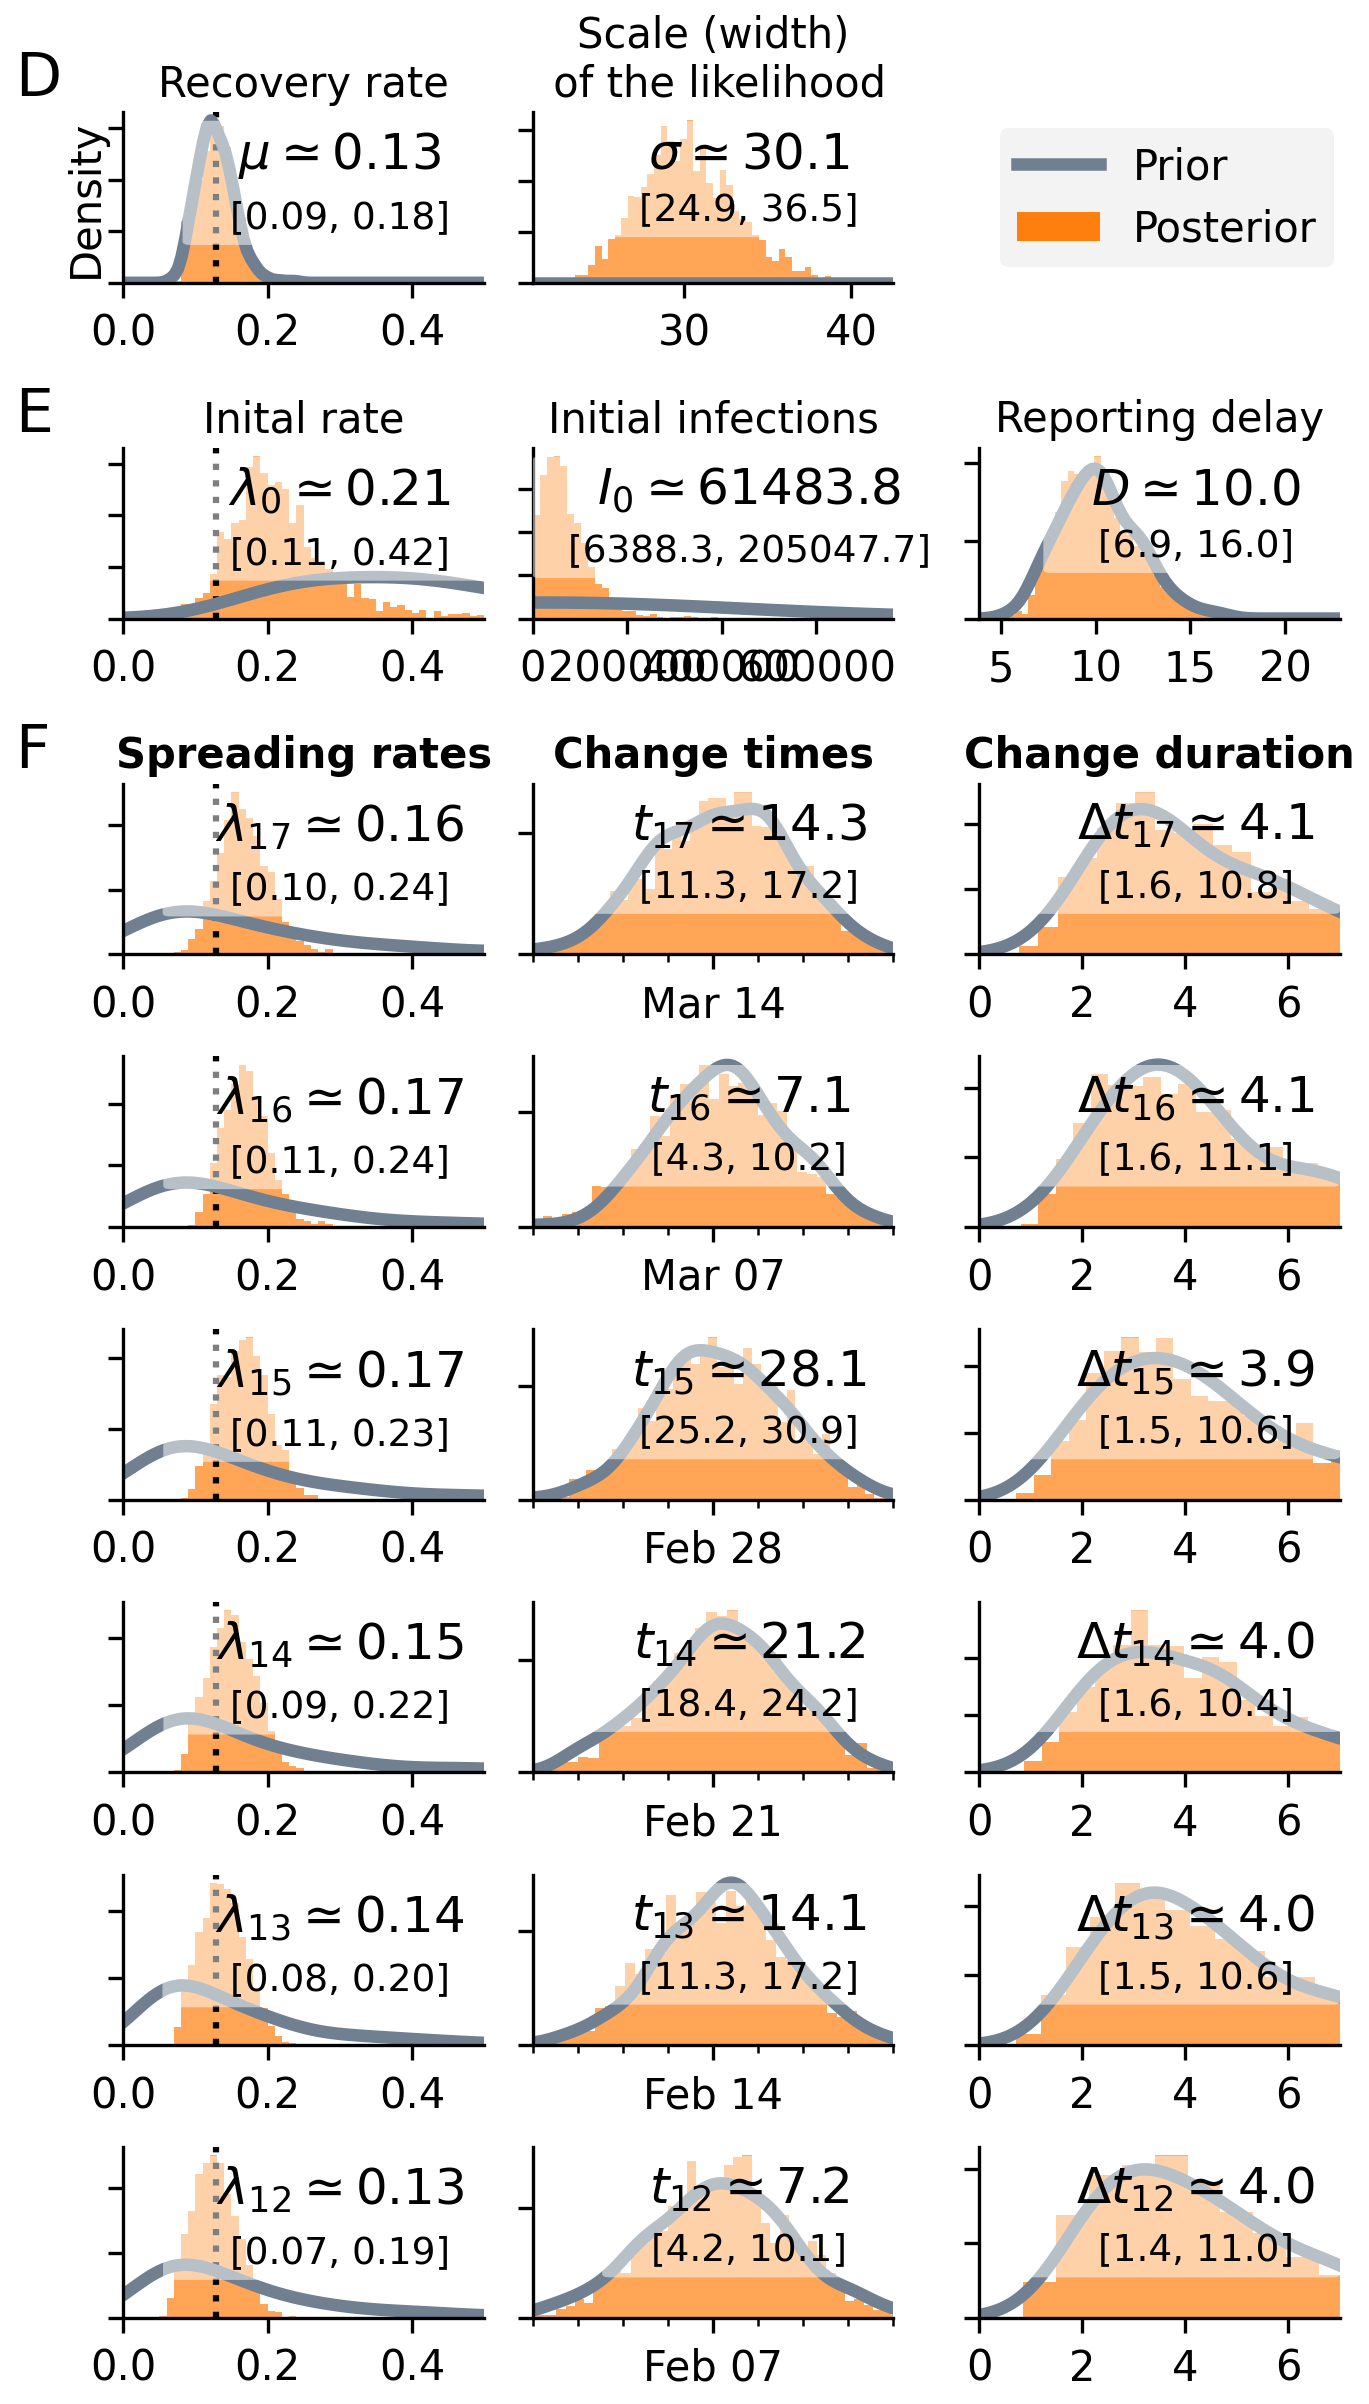 D
Recovery rate
Scale (width)
of the likelihood
Density
μ ≃ 0.13
[0.09, 0.18]
0.0 0.2 0.4
σ ≃ 30.1
[24.9, 36.5]
30 40
Prior
Posterior
E
Inital rate
λ0 ≃ 0.21
[0.11, 0.42]
0.0 0.2 0.4
Initial infections
I0 ≃ 61483.8
[6388.3, 205047.7]
0 200000 400000 600000
Reporting delay
D ≃ 10.0
[6.9, 16.0]
5 10 15 20
F
Spreading rates
Change times
Change duration
λ17 ≃ 0.16
[0.10, 0.24]
0.0 0.2 0.4
t17 ≃ 14.3
[11.3, 17.2]
Mar 14
Δt17 ≃ 4.1
[1.6, 10.8]
0 2 4 6
λ16 ≃ 0.17
[0.11, 0.24]
0.0 0.2 0.4
t16 ≃ 7.1
[4.3, 10.2]
Mar 07
Δt16 ≃ 4.1
[1.6, 11.1]
0 2 4 6
λ15 ≃ 0.17
[0.11, 0.23]
0.0 0.2 0.4
t15 ≃ 28.1
[25.2, 30.9]
Feb 28
Δt15 ≃ 3.9
[1.5, 10.6]
0 2 4 6
λ14 ≃ 0.15
[0.09, 0.22]
0.0 0.2 0.4
t14 ≃ 21.2
[18.4, 24.2]
Feb 21
Δt14 ≃ 4.0
[1.6, 10.4]
0 2 4 6
λ13 ≃ 0.14
[0.08, 0.20]
0.0 0.2 0.4
t13 ≃ 14.1
[11.3, 17.2]
Feb 14
Δt13 ≃ 4.0
[1.5, 10.6]
0 2 4 6
λ12 ≃ 0.13
[0.07, 0.19]
0.0 0.2 0.4
t12 ≃ 7.2
[4.2, 10.1]
Feb 07
Δt12 ≃ 4.0
[1.4, 11.0]
0 2 4 6